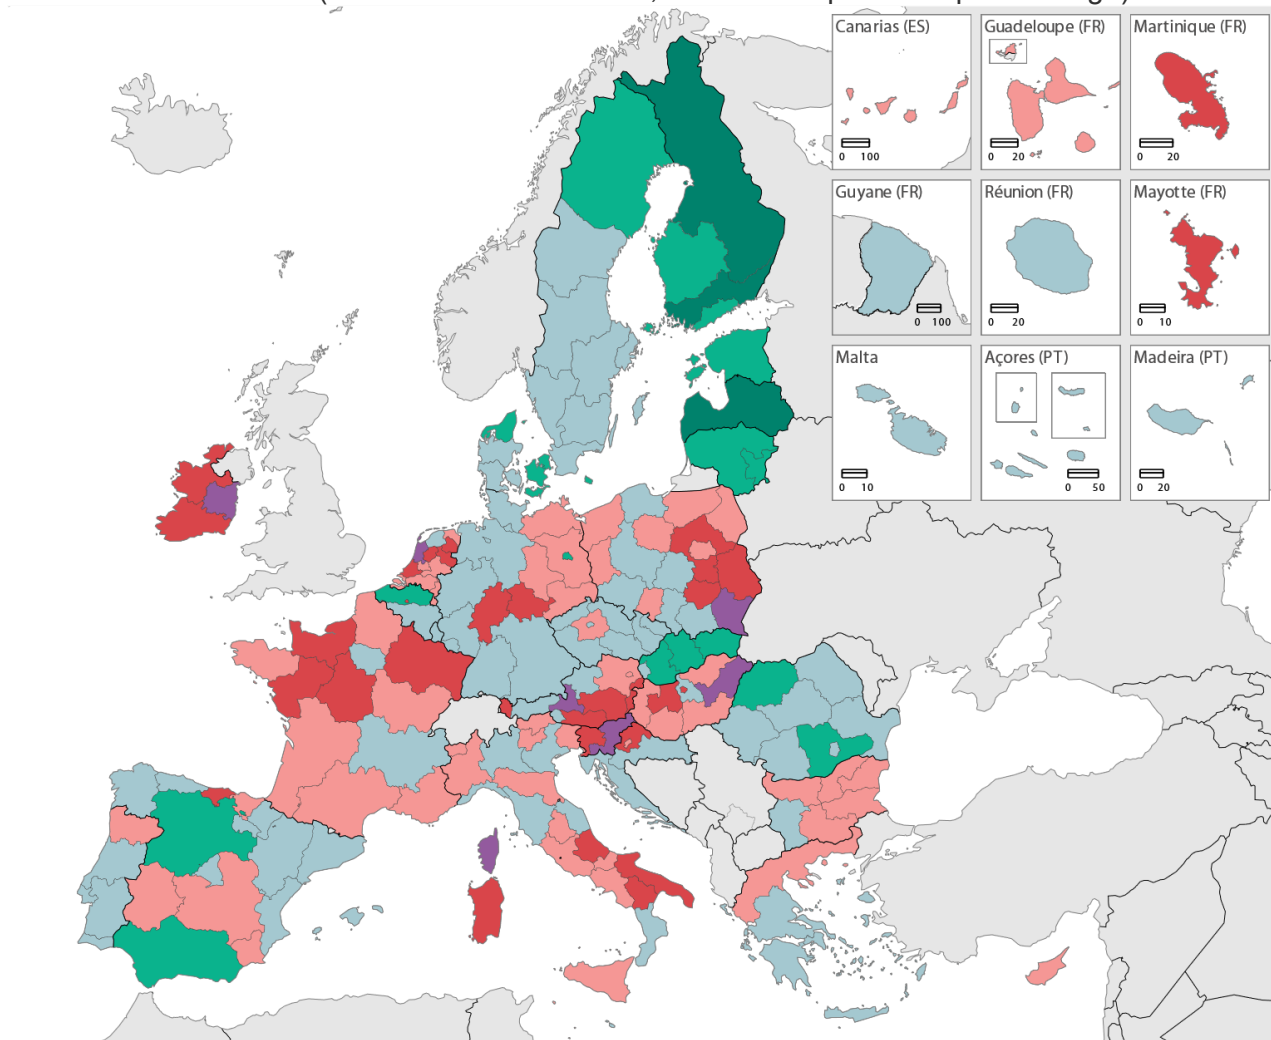 Canarias (ES)
0 100
Guadeloupe (FR)
0 20
Martinique (FR)
0 20
Guyane (FR)
0 100
Réunion (FR)
0 20
Mayotte (FR)
0 10
Malta
0 10
Açores (PT)
0 50
Madeira (PT)
0 20